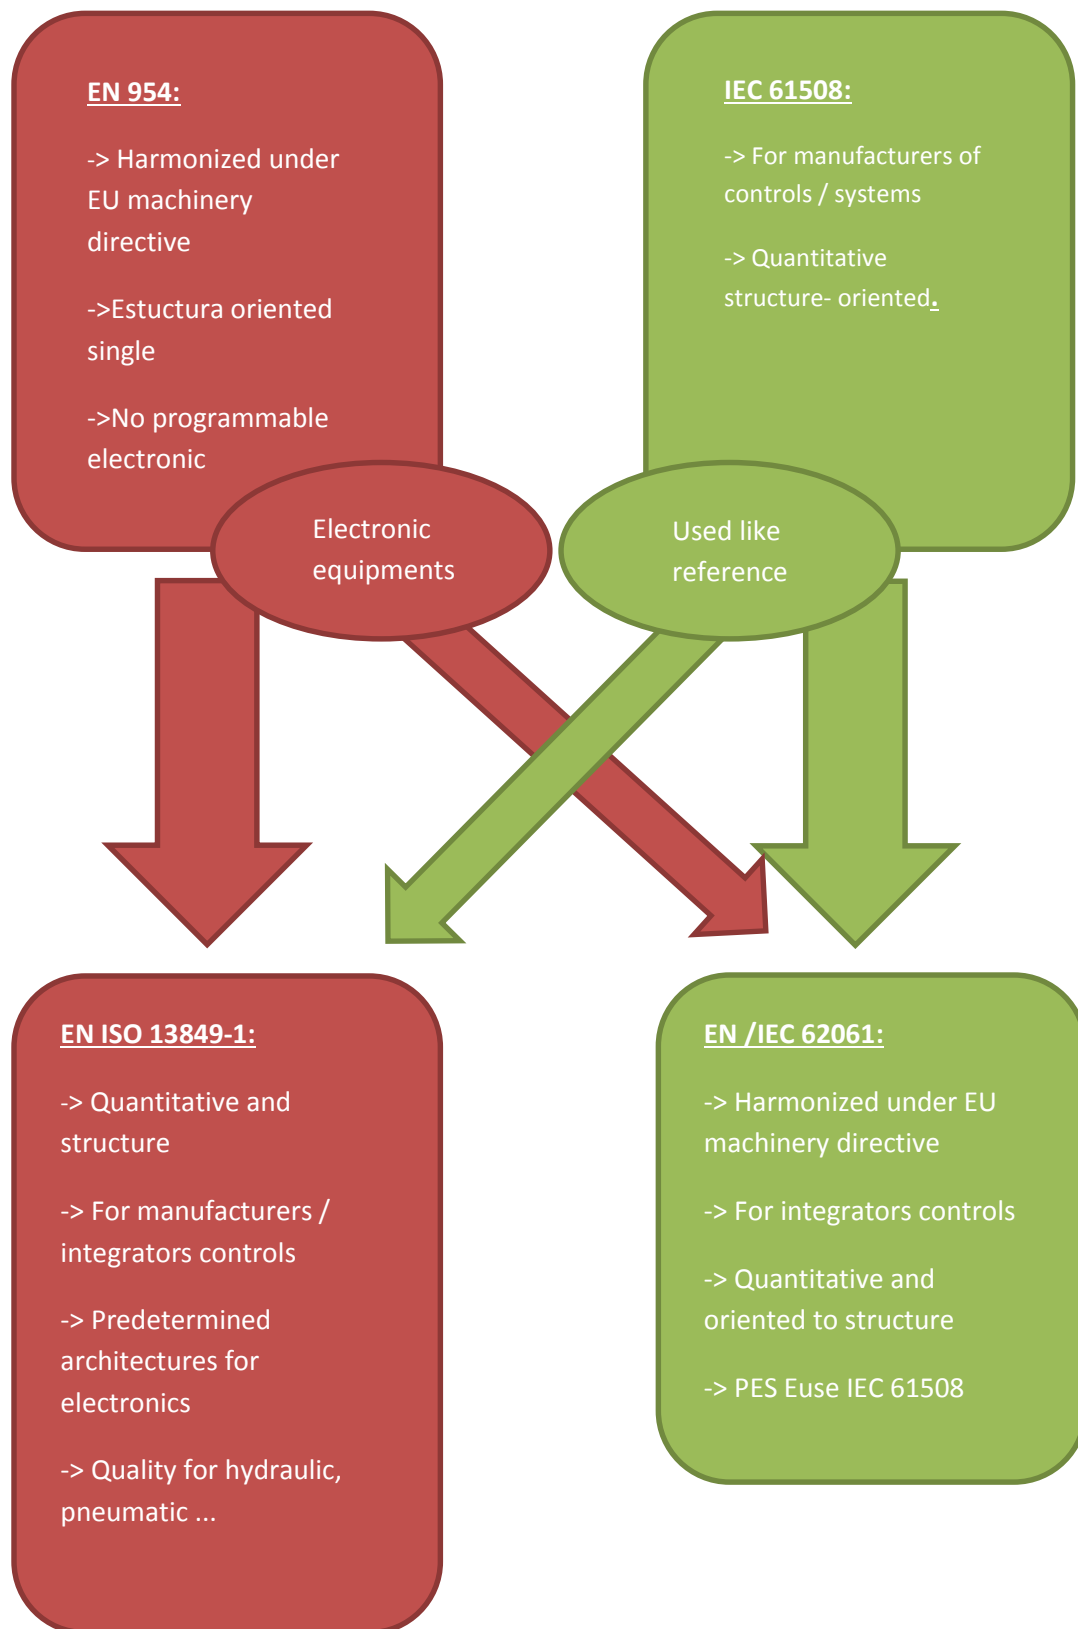 EN 954:
-> Harmonized under
EU machinery
directive
->Estuctura oriented
single
->No programmable
electronic
IEC 61508:
-> For manufacturers of
controls / systems
-> Quantitative
structure- oriented.
Electronic
equipments
Used like
reference
EN ISO 13849-1:
-> Quantitative and
structure
-> For manufacturers /
integrators controls
-> Predetermined
architectures for
electronics
-> Quality for hydraulic,
pneumatic ...
EN /IEC 62061:
-> Harmonized under EU
machinery directive
-> For integrators controls
-> Quantitative and
oriented to structure
-> PES Euse IEC 61508